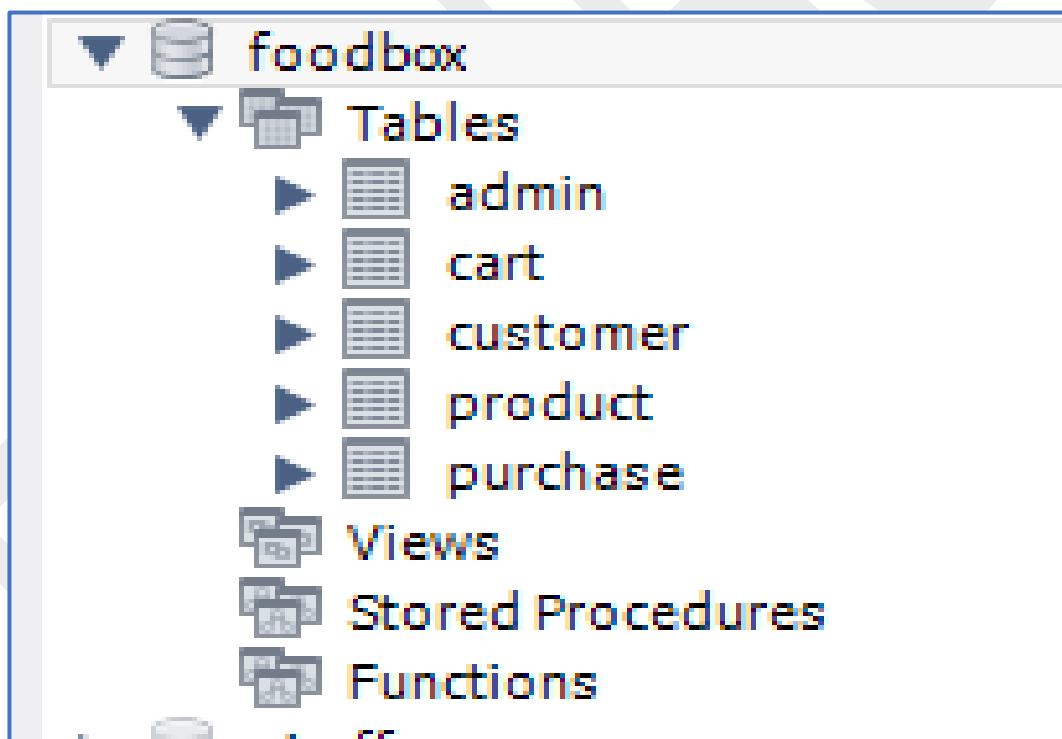 foodbox
Tables
admin
cart
customer
product
purchase
Views
Stored Procedures
Functions